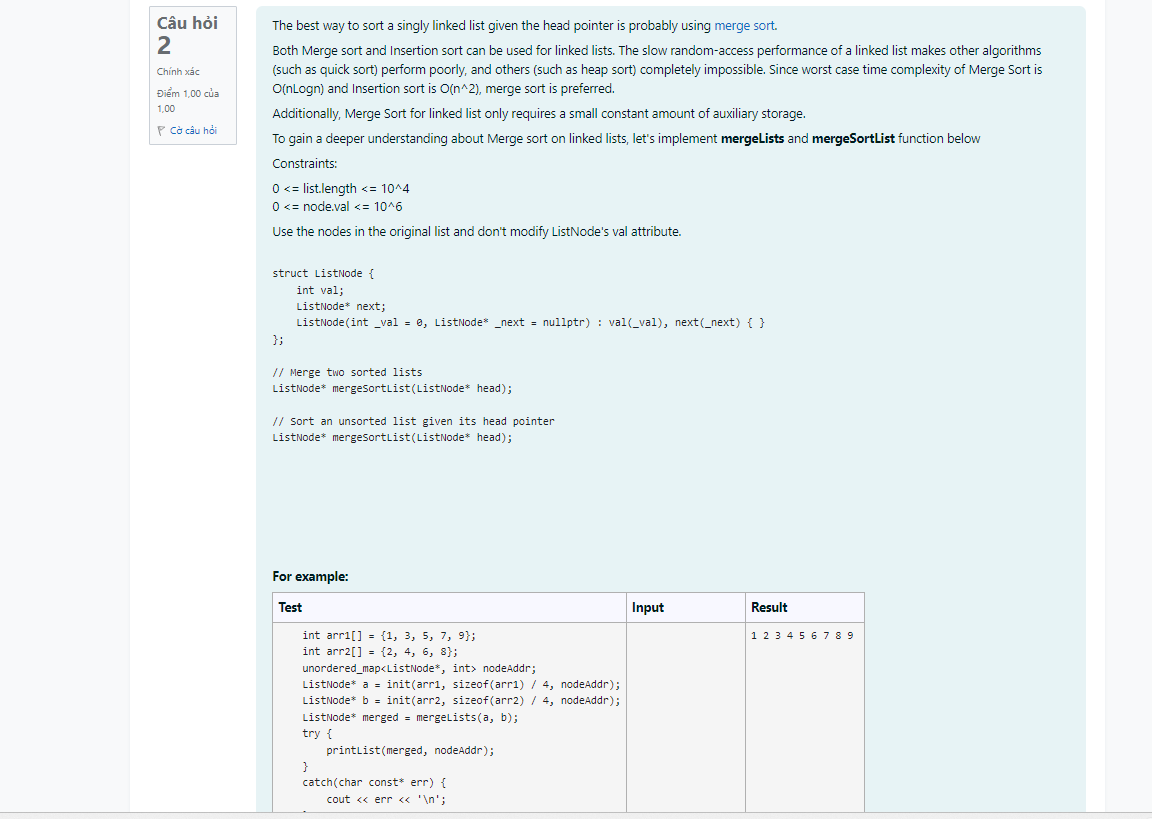 Câu hỏi
2
Chính xác
Điểm 1,00 của
1,00
Cờ câu hỏi
The best way to sort a singly linked list given the head pointer is probably using merge sort.
Both Merge sort and Insertion sort can be used for linked lists. The slow random-access performance of a linked list makes other algorithms
(such as quick sort) perform poorly, and others (such as heap sort) completely impossible. Since worst case time complexity of Merge Sort is
O(nLogn) and Insertion sort is O(n^2), merge sort is preferred.
Additionally, Merge Sort for linked list only requires a small constant amount of auxiliary storage.
To gain a deeper understanding about Merge sort on linked lists, let's implement mergeLists and mergeSortList function below
Constraints:
0 <= list.length <= 10^4
0 <= node.val <= 10^6
Use the nodes in the original list and don't modify ListNode's val attribute.
struct ListNode {
    int val;
    ListNode* next;
    ListNode(int _val = 0, ListNode* _next = nullptr) : val(_val), next(_next) { }
};
// Merge two sorted lists
ListNode* mergeSortList(ListNode* head);
// Sort an unsorted list given its head pointer
ListNode* mergeSortList(ListNode* head);
For example:
Test Input Result
int arr1[] = {1, 3, 5, 7, 9}; 1 2 3 4 5 6 7 8 9
int arr2[] = {2, 4, 6, 8};
unordered_map<ListNode*, int> nodeAddr;
ListNode* a = init(arr1, sizeof(arr1) / 4, nodeAddr);
ListNode* b = init(arr2, sizeof(arr2) / 4, nodeAddr);
ListNode* merged = mergeLists(a, b);
try {
    printList(merged, nodeAddr);
}
catch(char const* err) {
    cout << err << '\n';